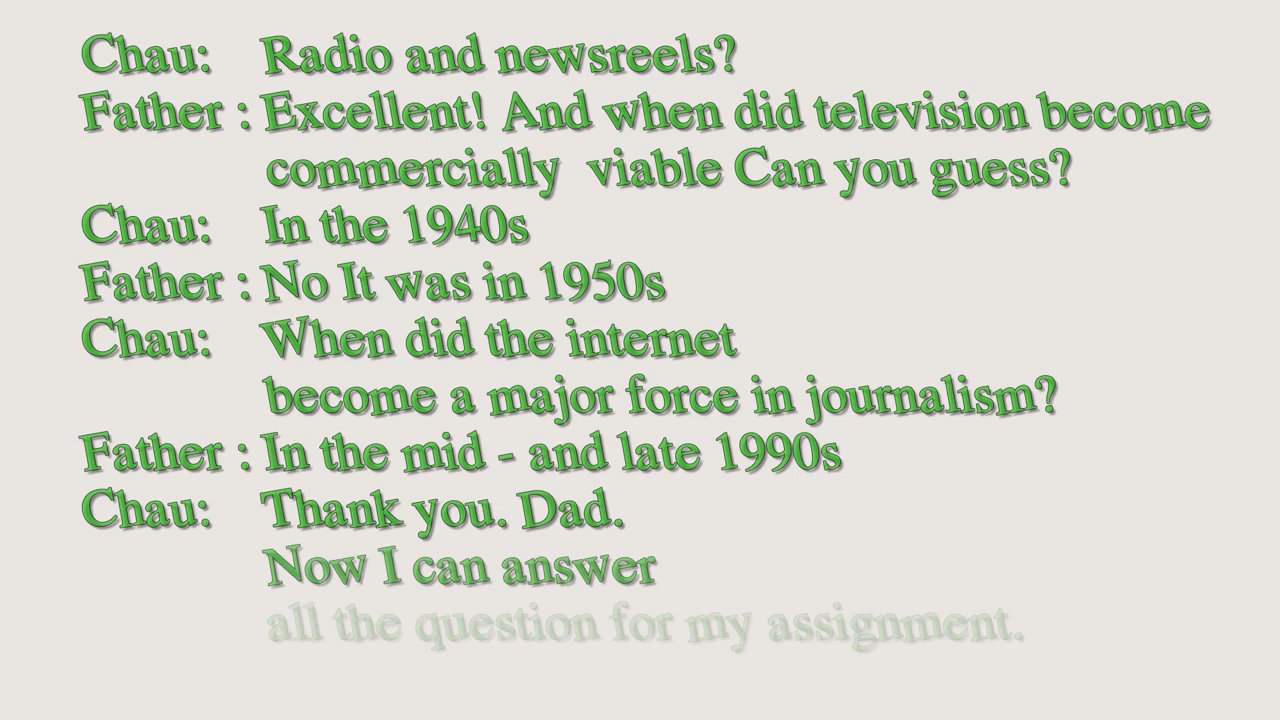 Chau: Radio and newsreels?
Father : Excellent! And when did television become
commercially viable Can you guess?
Chau: In the 1940s
Father : No It was in 1950s
Chau: When did the internet
become a major force in journalism?
Father : In the mid - and late 1990s
Chau: Thank you. Dad.
Now I can answer
all the question for my assignment.